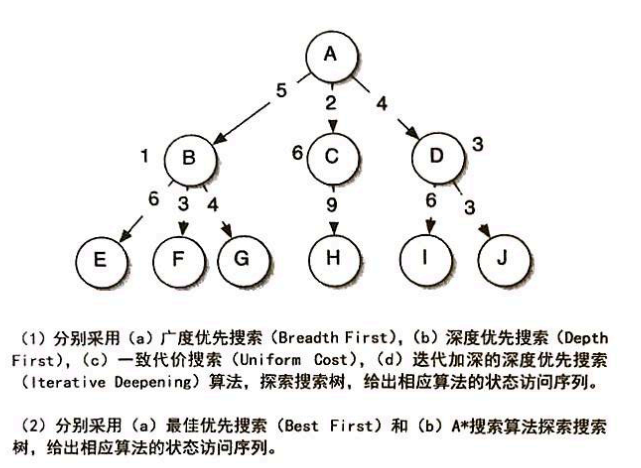 A
5 2 4
1 B 6 C D 3
6 3 4 9 6 3
E F G H I J
（1）分别采用（a）广度优先搜索（Breadth First），（b）深度优先搜索（Depth
First），（c）一致代价搜索（Uniform Cost），（d）迭代加深的深度优先搜索
（Iterative Deepening）算法，探索搜索树，给出相应算法的状态访问序列。
（2）分别采用（a）最佳优先搜索（Best First）和（b）A*搜索算法探索搜索
树，给出相应算法的状态访问序列。